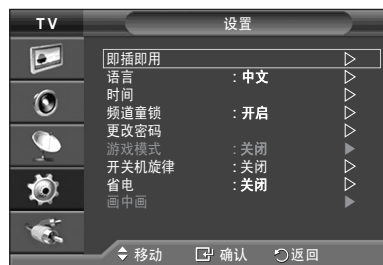 TV 设置
即插即用
语言 : 中文
时间
频道童锁 : 开启
更改密码
游戏模式 : 关闭
开关机旋律 : 关闭
省电 : 关闭
画中画
移动 确认 返回